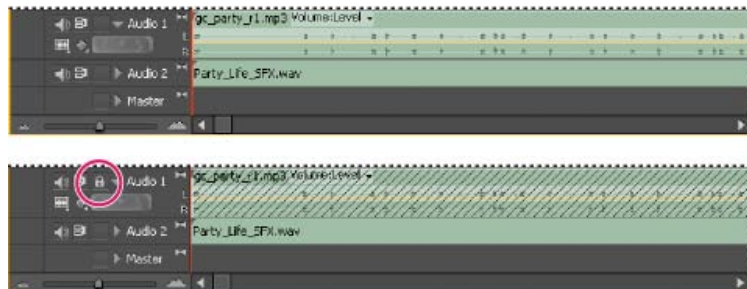 Audio 1 gc_party_r1.mp3 Volume:Level
L
R
Audio 2 Party_Life_SFX.wav
Master
Audio 1 gc_party_r1.mp3 Volume:Level
L
R
Audio 2 Party_Life_SFX.wav
Master